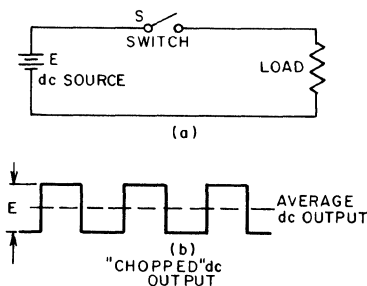 S
SWITCH
E
dc SOURCE
LOAD
(a)
E
AVERAGE
dc OUTPUT
(b)
"CHOPPED" dc
OUTPUT